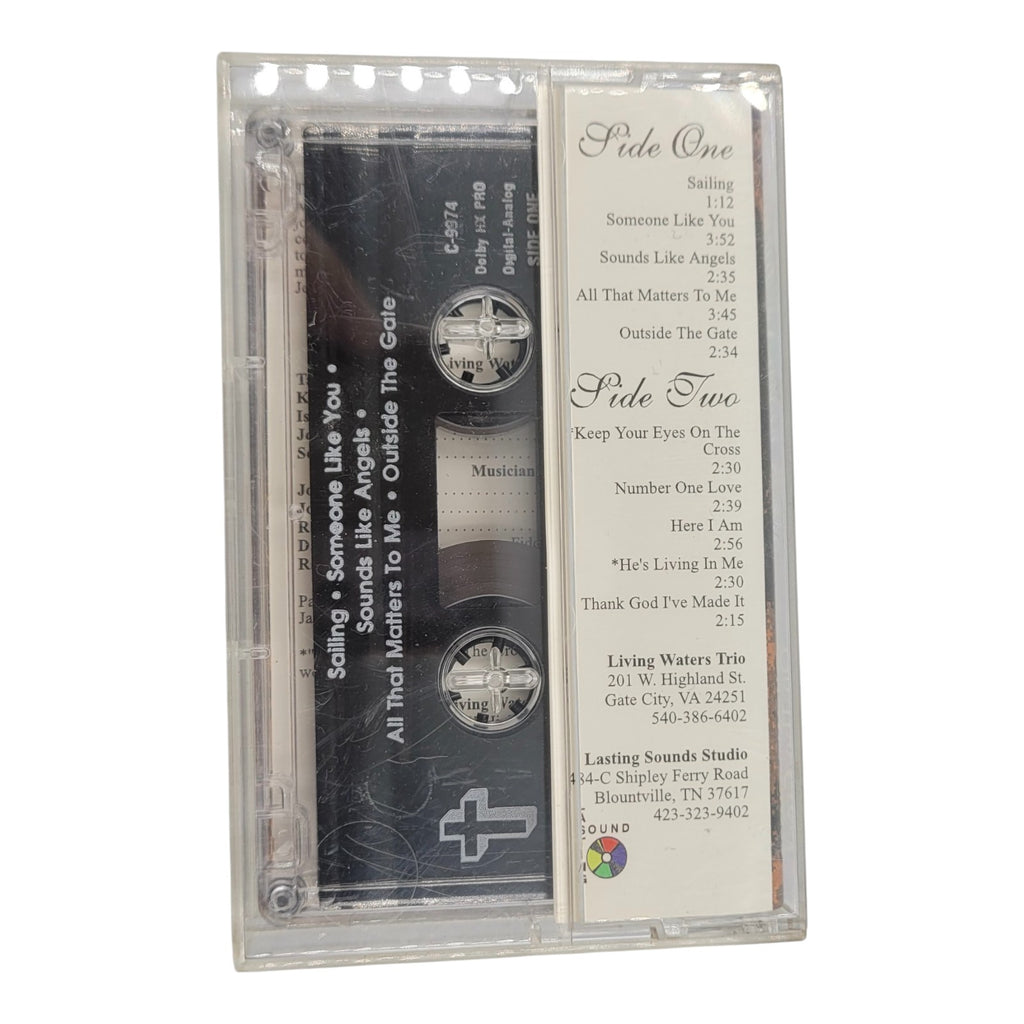 Side One
Sailing
1:12
Someone Like You
3:52
Sounds Like Angels
2:35
All That Matters To Me
3:45
Outside The Gate
2:34
Side Two
*Keep Your Eyes On The
Cross
2:30
Number One Love
2:39
Here I Am
2:56
*He's Living In Me
2:30
Thank God I've Made It
2:15
Living Waters Trio
201 W. Highland St.
Gate City, VA 24251
540-386-6402
Lasting Sounds Studio
484-C Shipley Ferry Road
Blountville, TN 37617
423-323-9402
SOUND
Sailing • Someone Like You •
Sounds Like Angels •
All That Matters To Me • Outside The Gate
C-9974
Dolby HX PRO
Digital-Analog
SIDE ONE
iving Wat
Musician